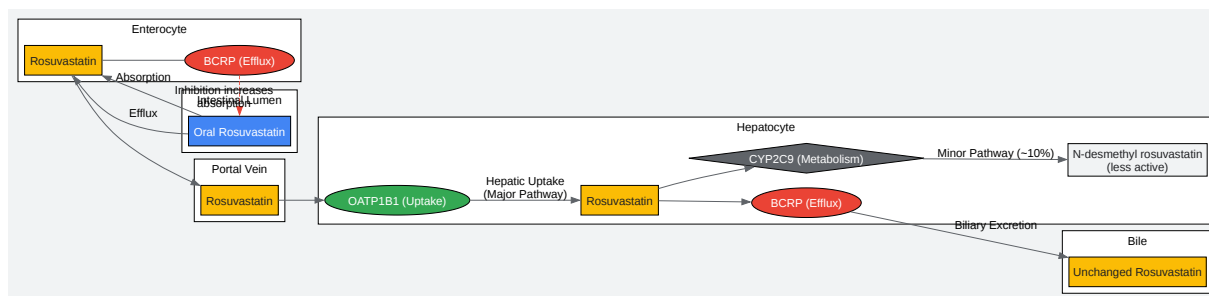 Enterocyte
Rosuvastatin
BCRP (Efflux)
Absorption
Inhibition increases
absorption
Intestinal Lumen
Efflux
Oral Rosuvastatin
Portal Vein
Rosuvastatin
Hepatocyte
OATP1B1 (Uptake)
Hepatic Uptake
(Major Pathway)
Rosuvastatin
CYP2C9 (Metabolism)
Minor Pathway (~10%)
N-desmethyl rosuvastatin
(less active)
BCRP (Efflux)
Biliary Excretion
Bile
Unchanged Rosuvastatin